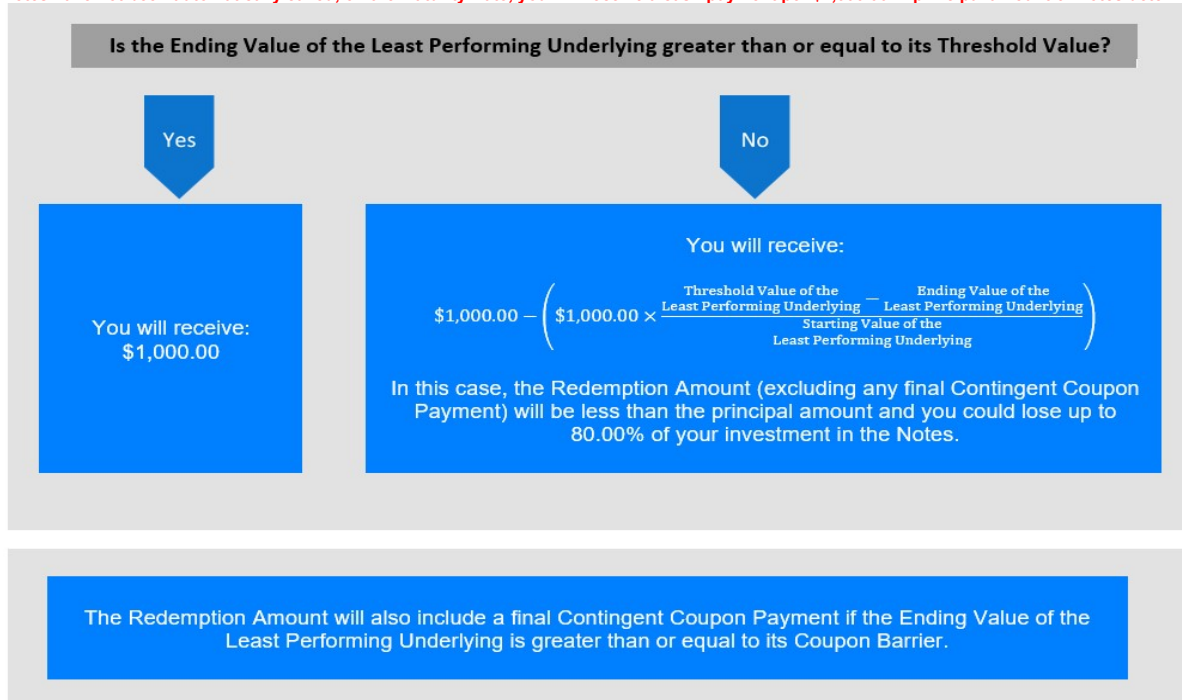 Is the Ending Value of the Least Performing Underlying greater than or equal to its Threshold Value?
Yes
No
You will receive:
$1,000.00
You will receive:
$1,000.00 − ( $1,000.00 × Threshold Value of the Least Performing Underlying − Ending Value of the Least Performing Underlying / Starting Value of the Least Performing Underlying )
In this case, the Redemption Amount (excluding any final Contingent Coupon
Payment) will be less than the principal amount and you could lose up to
80.00% of your investment in the Notes.
The Redemption Amount will also include a final Contingent Coupon Payment if the Ending Value of the
Least Performing Underlying is greater than or equal to its Coupon Barrier.